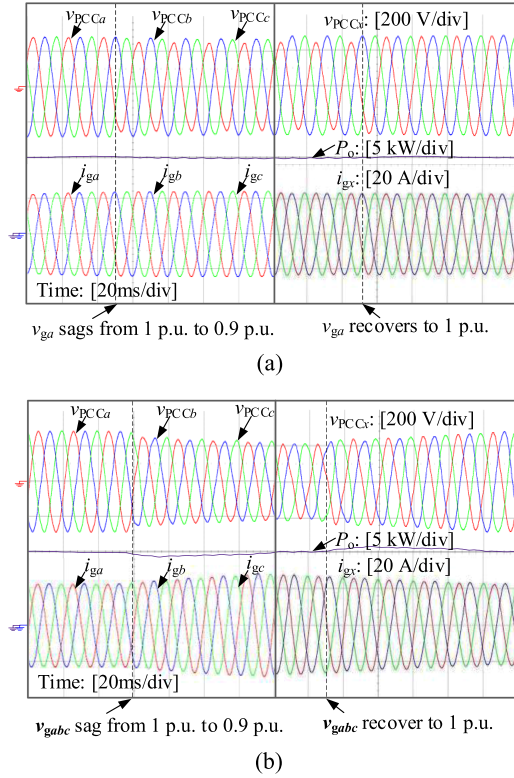 vPCCa vPCCb vPCCc vPCCx: [200 V/div]
Po: [5 kW/div]
iga igb igc igx: [20 A/div]
Time: [20ms/div]
vga sags from 1 p.u. to 0.9 p.u. vga recovers to 1 p.u.
(a)
vPCCa vPCCb vPCCc vPCCx: [200 V/div]
Po: [5 kW/div]
iga igb igc igx: [20 A/div]
Time: [20ms/div]
vgabc sag from 1 p.u. to 0.9 p.u. vgabc recover to 1 p.u.
(b)